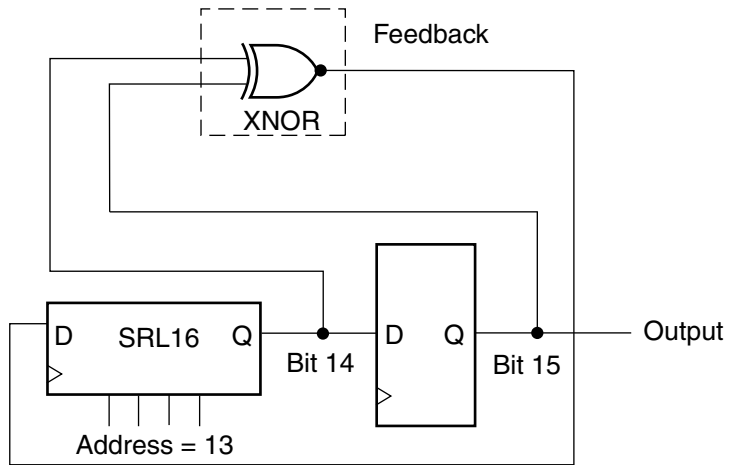 Feedback
XNOR
D SRL16 Q
Bit 14
D Q
Bit 15
Output
Address = 13